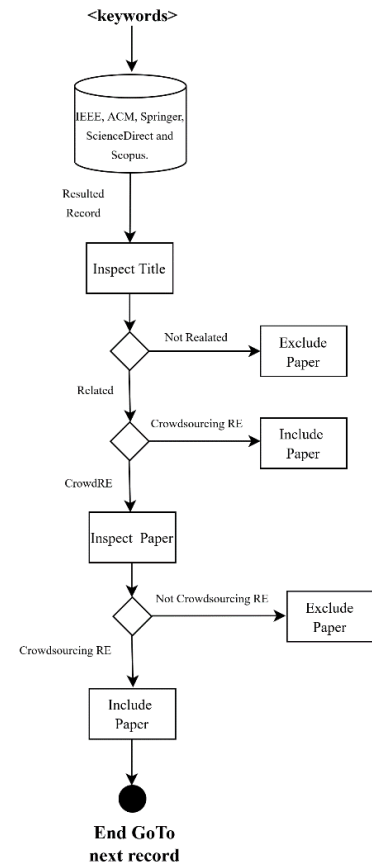 <keywords>
IEEE, ACM, Springer,
ScienceDirect and
Scopus.
Resulted
Record
Inspect Title
Not Realated
Exclude
Paper
Related
Crowdsourcing RE
Include
Paper
CrowdRE
Inspect Paper
Not Crowdsourcing RE
Exclude
Paper
Crowdsourcing RE
Include
Paper
End GoTo
next record